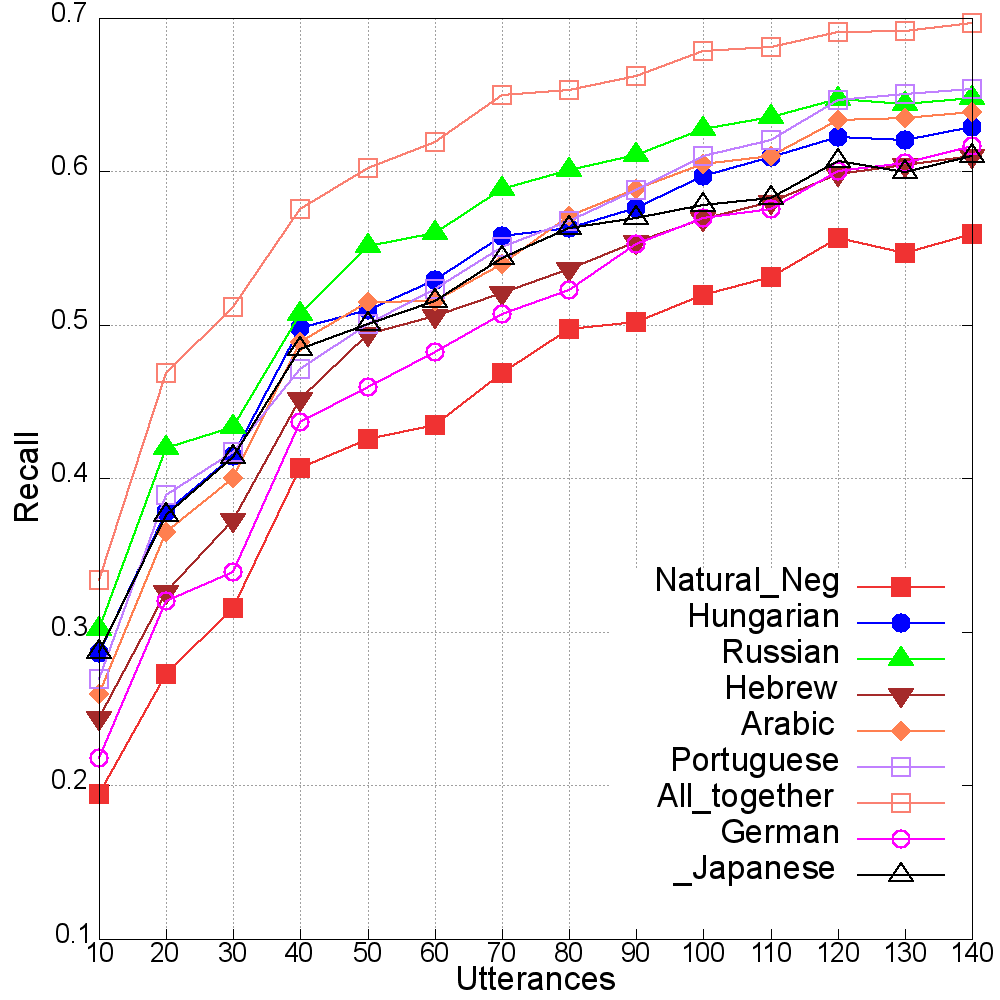 0.7
0.6
0.5
0.4
0.3
0.2
0.1
Recall
Natural_Neg
Hungarian
Russian
Hebrew
Arabic
Portuguese
All_together
German
_Japanese
10 20 30 40 50 60 70 80 90 100 110 120 130 140
Utterances